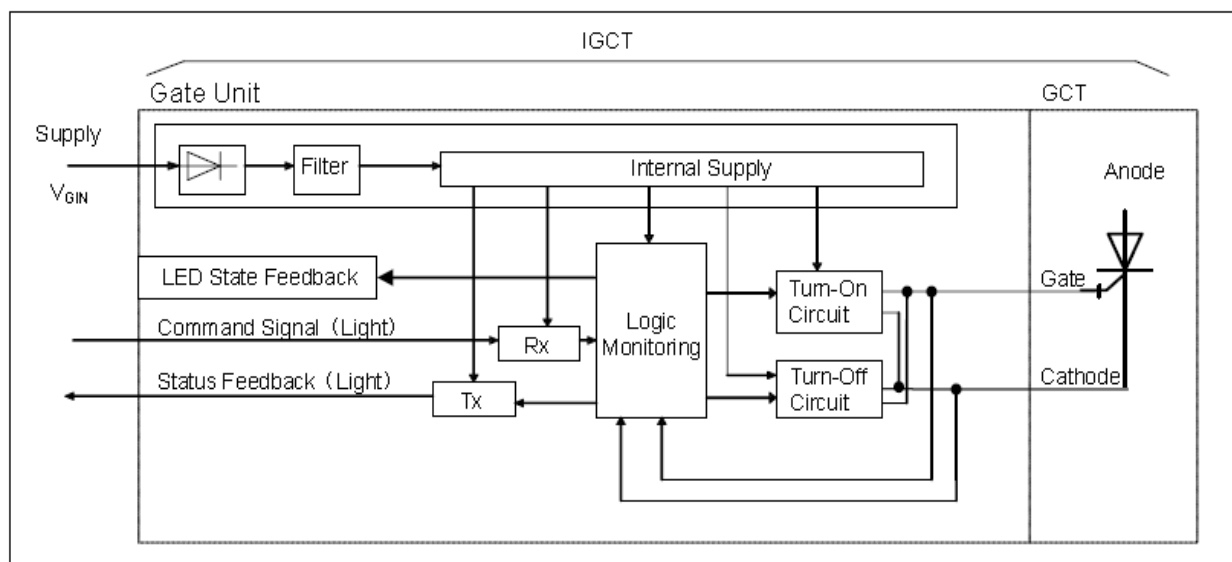 IGCT
Gate Unit
GCT
Supply
V_GIN
Filter
Internal Supply
Anode
LED State Feedback
Command Signal (Light)
Status Feedback (Light)
Rx
Tx
Logic
Monitoring
Turn-On
Circuit
Turn-Off
Circuit
Gate
Cathode